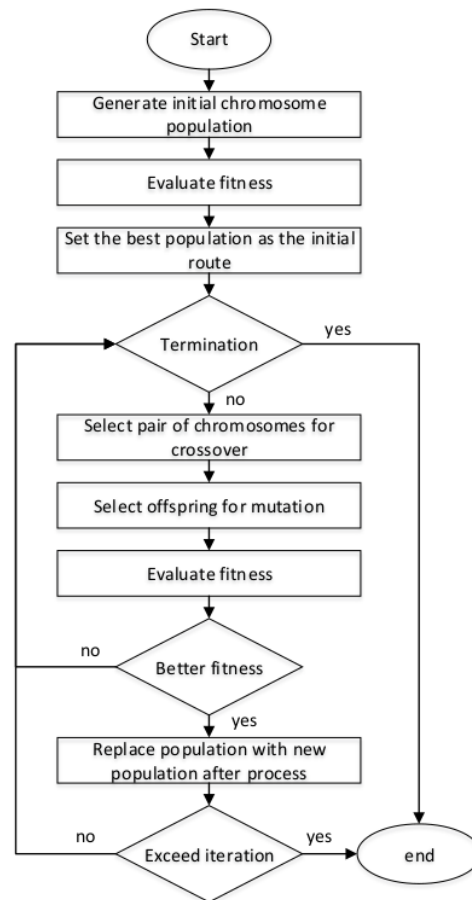 Start
Generate initial chromosome
population
Evaluate fitness
Set the best population as the initial
route
Termination
yes
no
Select pair of chromosomes for
crossover
Select offspring for mutation
Evaluate fitness
no
Better fitness
yes
Replace population with new
population after process
no
Exceed iteration
yes
end